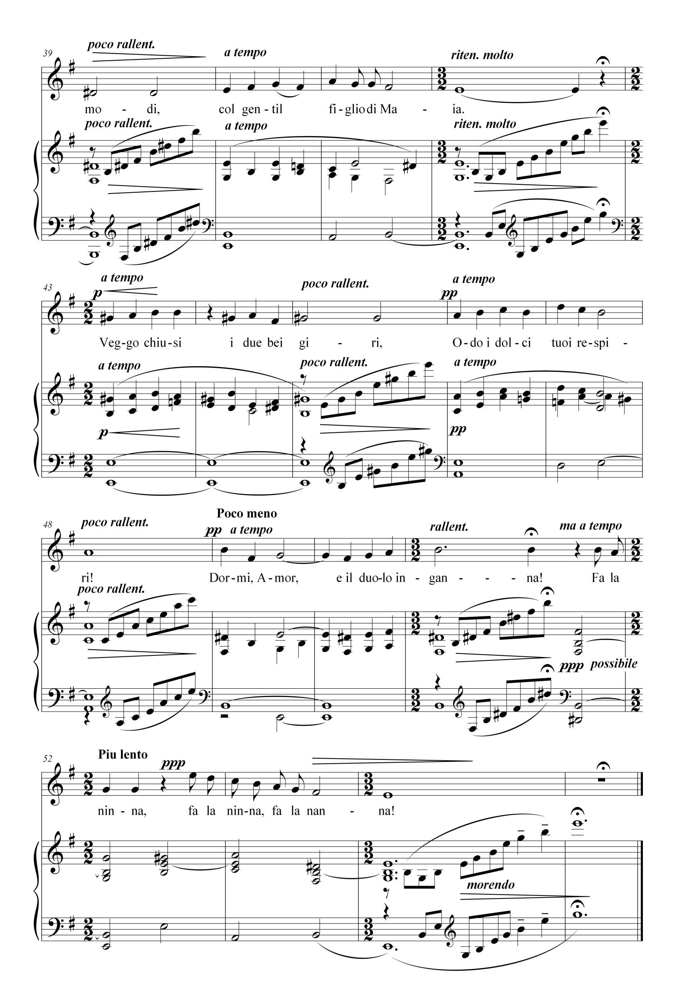 poco rallent.
39
a tempo
riten. molto
mo - di, col gen - til fi - glio di Ma - ia.
poco rallent.
a tempo
riten. molto
a tempo
43
p
poco rallent.
a tempo
pp
Veg - go chiu - si i due bei gi - ri, O - do i dol - ci tuoi re - spi -
a tempo
poco rallent.
a tempo
p
pp
Poco meno
48
poco rallent.
pp a tempo
rallent.
ma a tempo
ri! Dor - mi, A - mor, e il duo - lo in - gan - - - na! Fa la
poco rallent.
ppp possibile
52
Piu lento
ppp
nin - na, fa la nin - na, fa la nan - na!
morendo